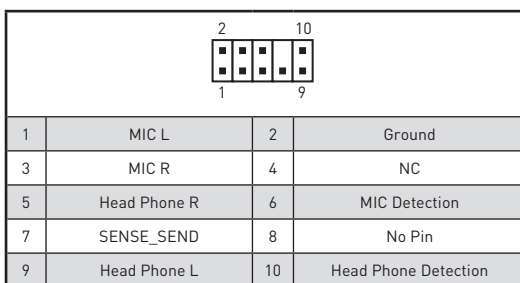 2 10
1 9
1 MIC L 2 Ground
3 MIC R 4 NC
5 Head Phone R 6 MIC Detection
7 SENSE_SEND 8 No Pin
9 Head Phone L 10 Head Phone Detection